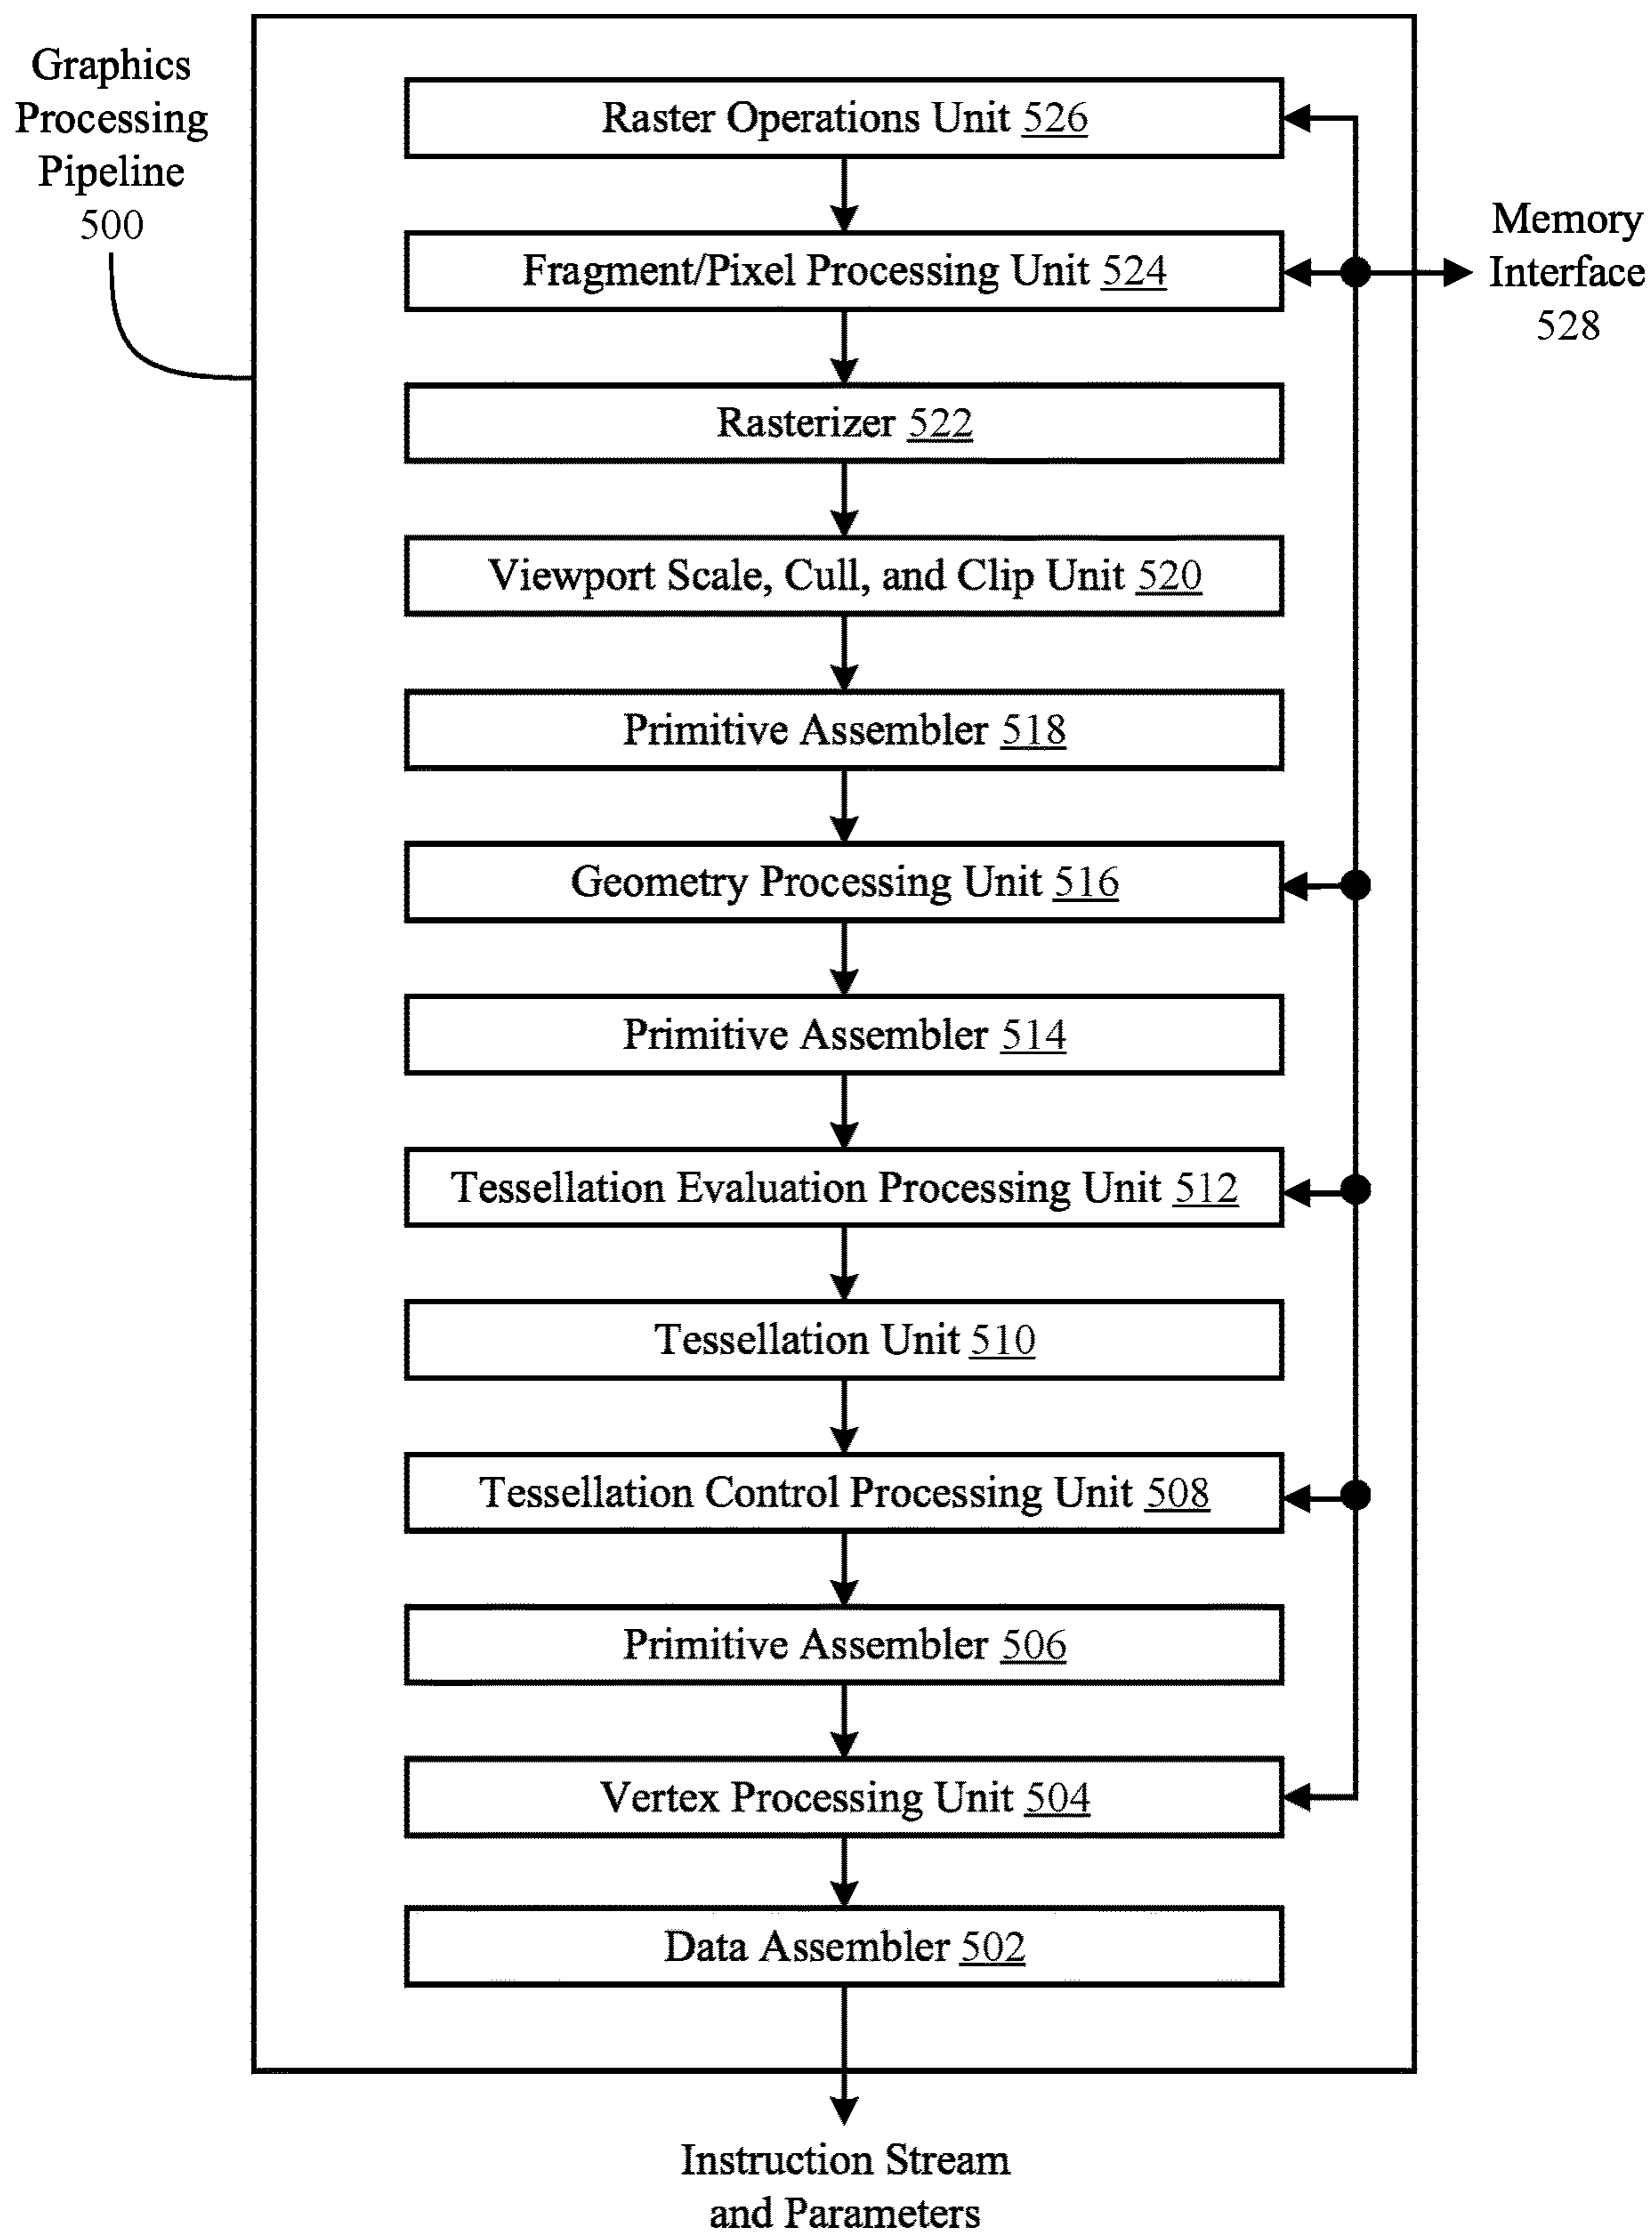 Graphics
Processing
Pipeline
500
Raster Operations Unit 526
Fragment/Pixel Processing Unit 524
Memory
Interface
528
Rasterizer 522
Viewport Scale, Cull, and Clip Unit 520
Primitive Assembler 518
Geometry Processing Unit 516
Primitive Assembler 514
Tessellation Evaluation Processing Unit 512
Tessellation Unit 510
Tessellation Control Processing Unit 508
Primitive Assembler 506
Vertex Processing Unit 504
Data Assembler 502
Instruction Stream
and Parameters